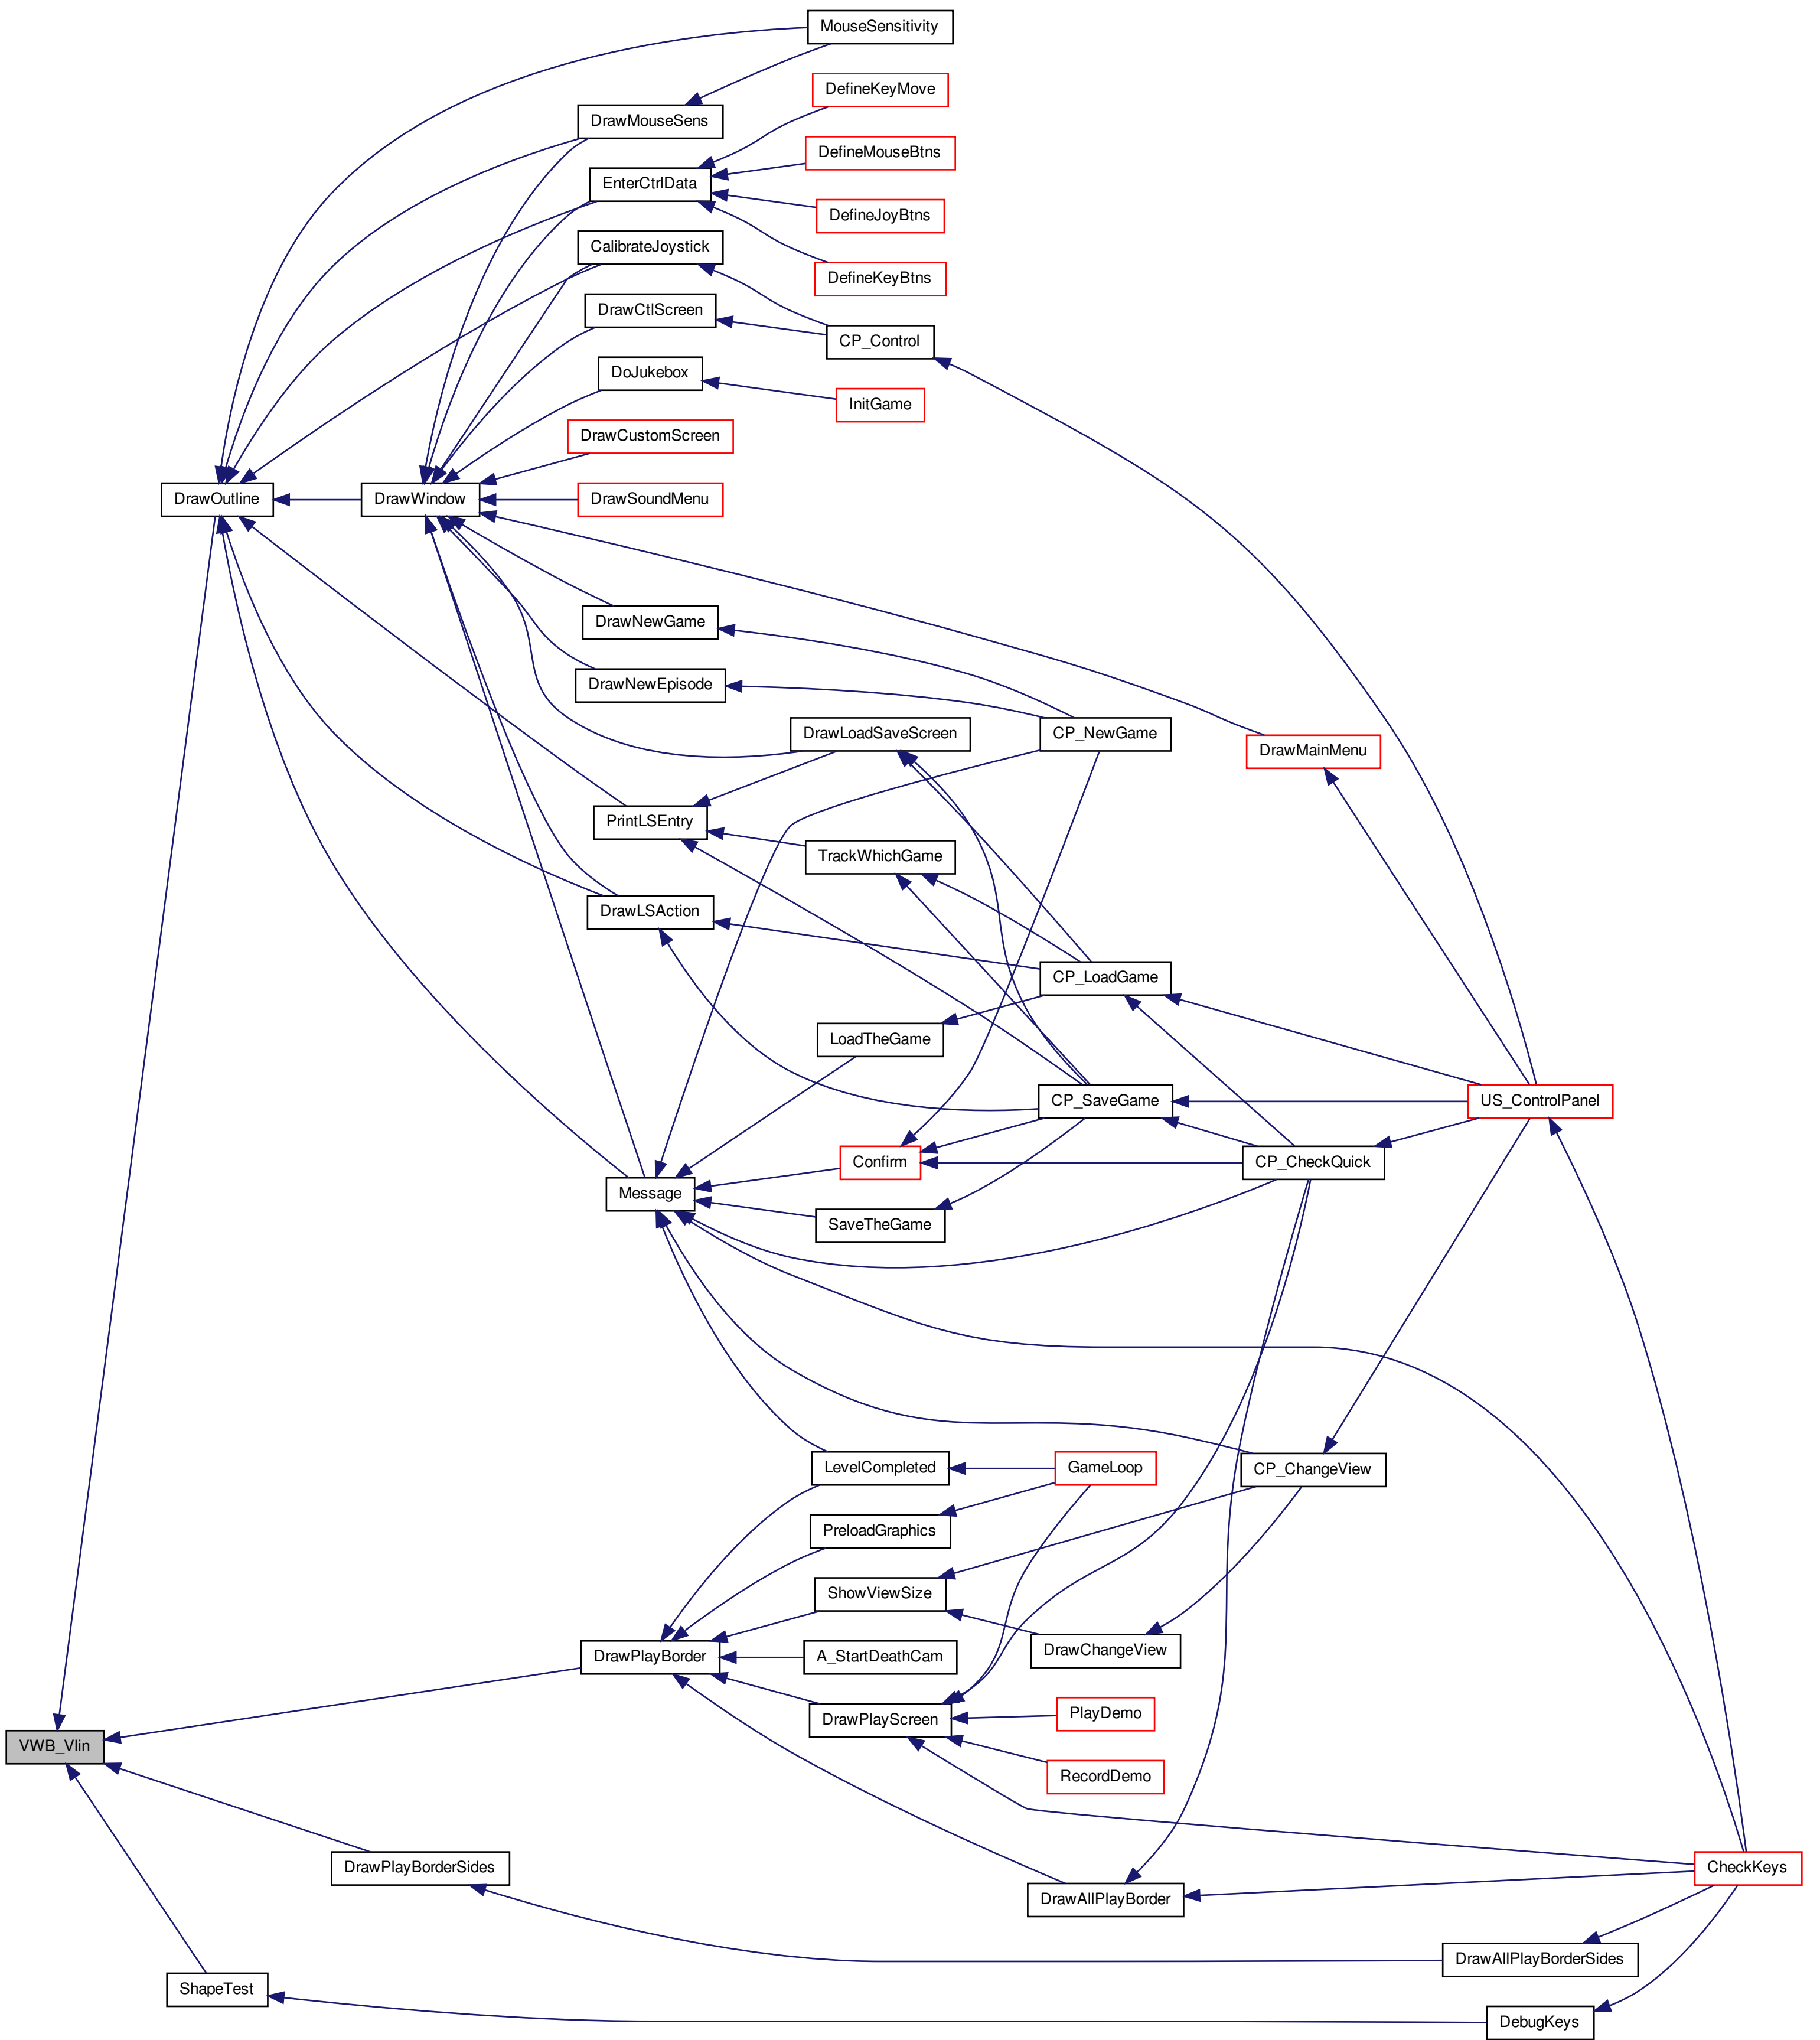 MouseSensitivity
DefineKeyMove
DrawMouseSens
DefineMouseBtns
EnterCtrlData
DefineJoyBtns
CalibrateJoystick
DefineKeyBtns
DrawCtlScreen
CP_Control
DoJukebox
InitGame
DrawCustomScreen
DrawOutline
DrawWindow
DrawSoundMenu
DrawNewGame
DrawNewEpisode
DrawLoadSaveScreen
CP_NewGame
DrawMainMenu
PrintLSEntry
TrackWhichGame
DrawLSAction
CP_LoadGame
LoadTheGame
CP_SaveGame
US_ControlPanel
Confirm
CP_CheckQuick
Message
SaveTheGame
LevelCompleted
GameLoop
CP_ChangeView
PreloadGraphics
ShowViewSize
DrawChangeView
DrawPlayBorder
A_StartDeathCam
DrawPlayScreen
PlayDemo
VWB_Vlin
RecordDemo
DrawPlayBorderSides
CheckKeys
DrawAllPlayBorder
DrawAllPlayBorderSides
ShapeTest
DebugKeys